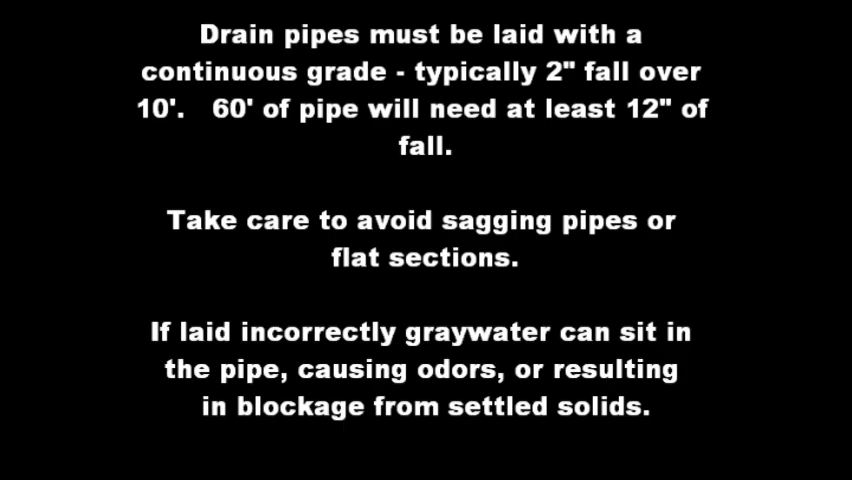 Drain pipes must be laid with a
continuous grade - typically 2" fall over
10'.   60' of pipe will need at least 12" of
fall.
Take care to avoid sagging pipes or
flat sections.
If laid incorrectly graywater can sit in
the pipe, causing odors, or resulting
in blockage from settled solids.